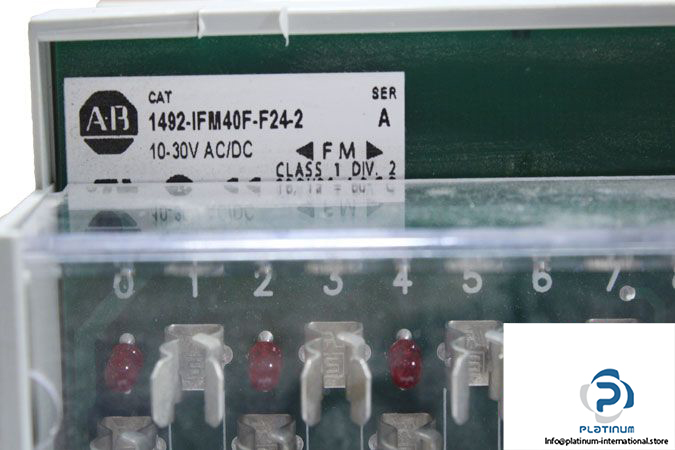 A-B
CAT
SER
1492-IFM40F-F24-2
A
10-30V AC/DC
◄FM►
CLASS 1 DIV. 2
0 1 2 3 4 5 6 7
PLATINUM
Info@platinum-international.store